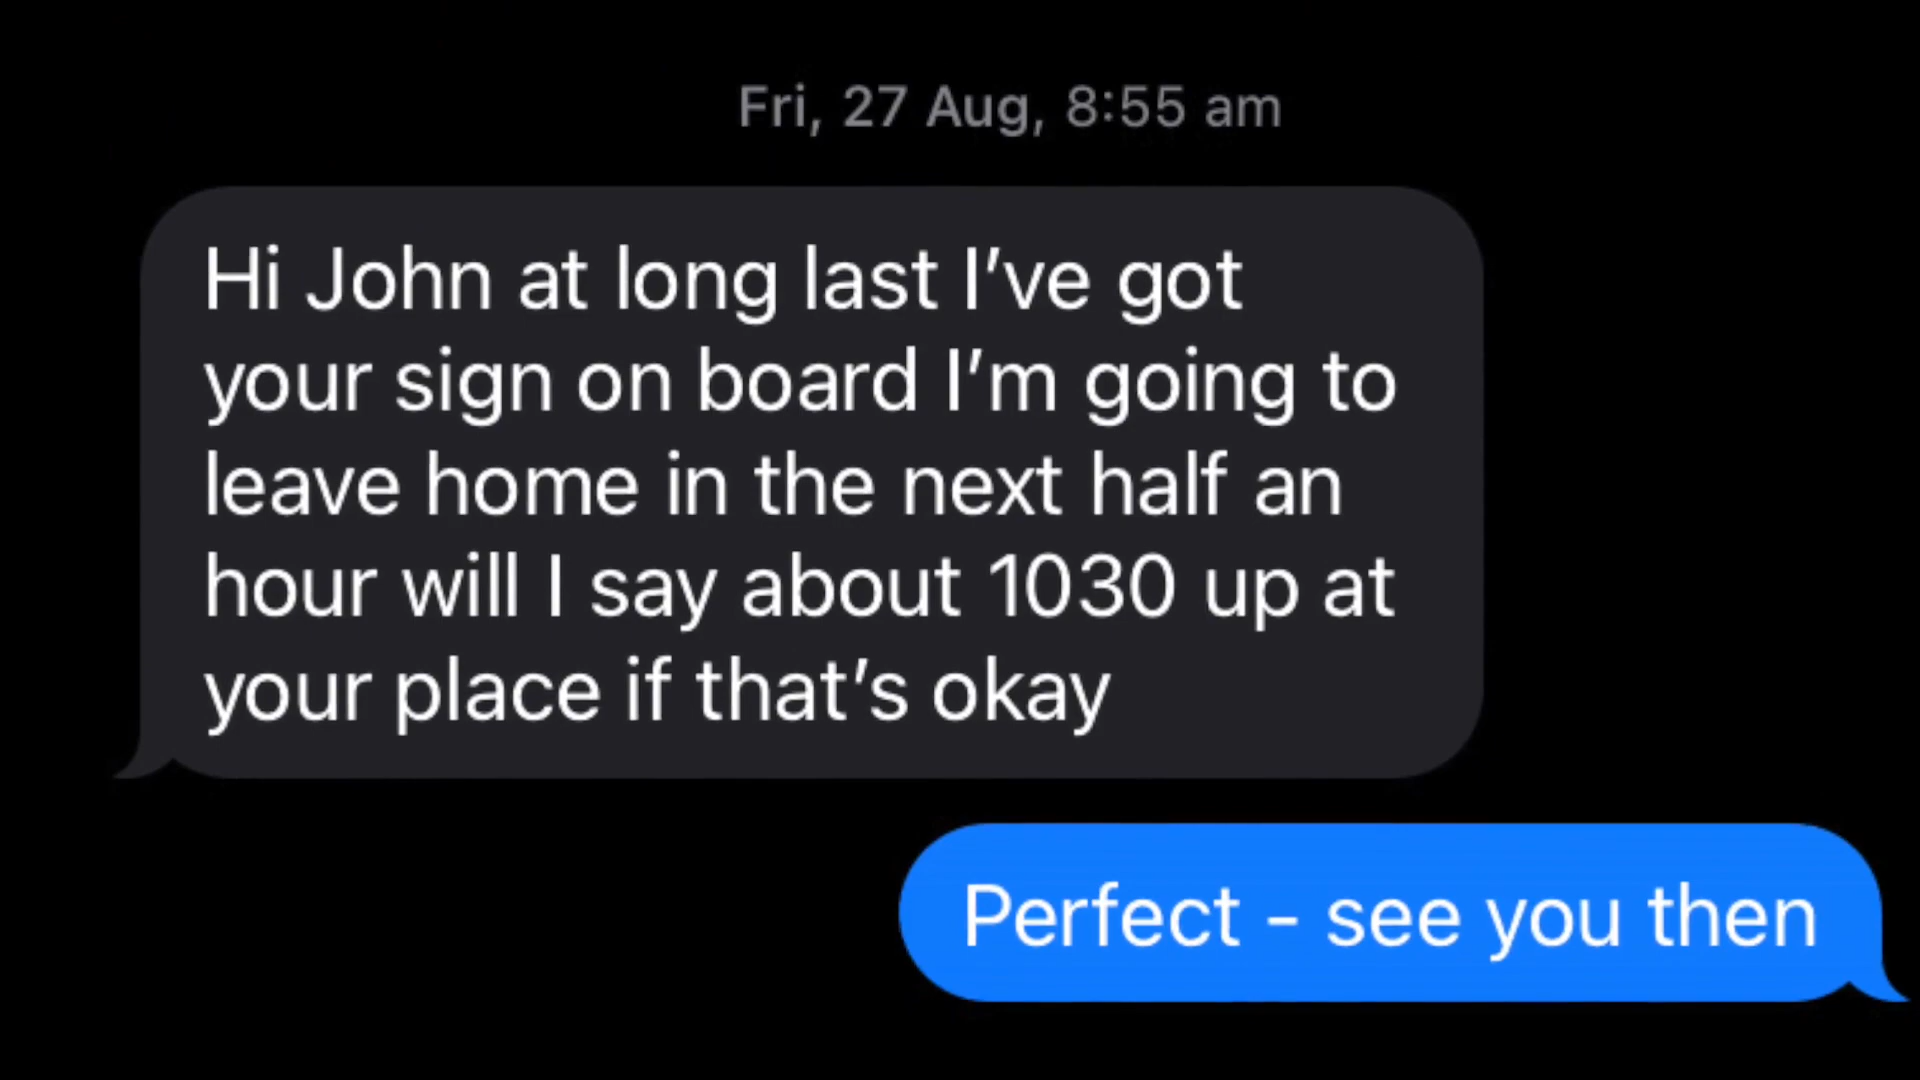 Fri, 27 Aug, 8:55 am
Hi John at long last I’ve got
your sign on board I’m going to
leave home in the next half an
hour will I say about 1030 up at
your place if that’s okay
Perfect - see you then